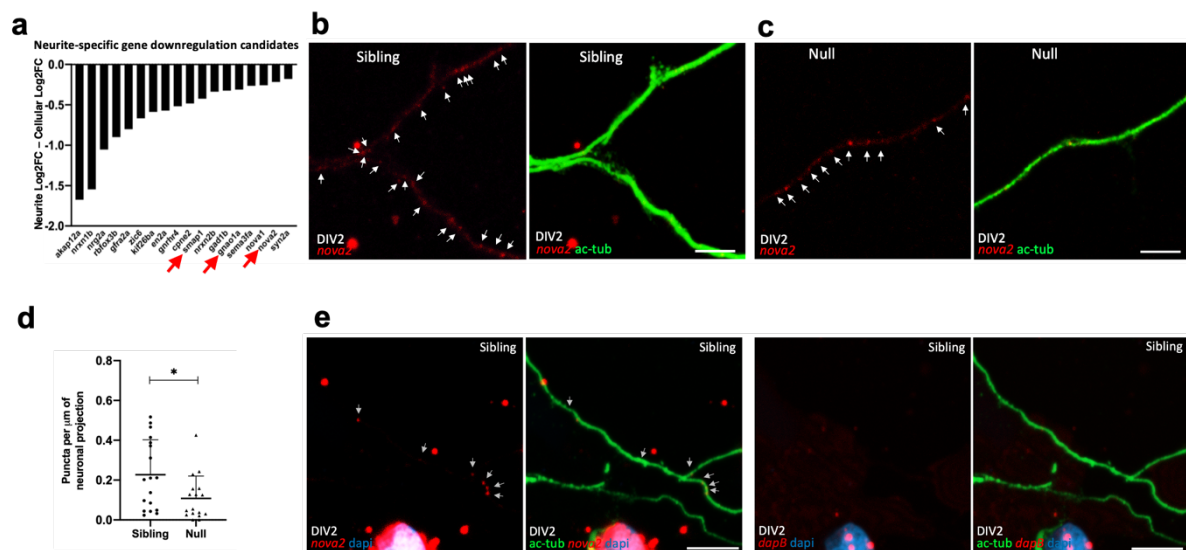 a
Neurite-specific gene downregulation candidates
Neurite Log2FC – Cellular Log2FC
0.0
-0.5
-1.0
-1.5
-2.0
akap12a
nrxn1b
nrg2a
rbfox3b
gfra2a
zic6
kif26ba
en2a
gnrhr4
cpne2
smap1
nrxn2b
gad1b
gnao1a
sema3fa
nova1
nova2
syn2a
b
Sibling
DIV2
nova2
Sibling
DIV2
nova2 ac-tub
c
Null
DIV2
nova2
Null
DIV2
nova2 ac-tub
d
Puncta per μm of
neuronal projection
0.8
0.6
0.4
0.2
0.0
*
Sibling
Null
e
Sibling
DIV2
nova2 dapi
Sibling
DIV2
ac-tub nova2 dapi
Sibling
DIV2
dapB dapi
Sibling
DIV2
ac-tub dapB dapi